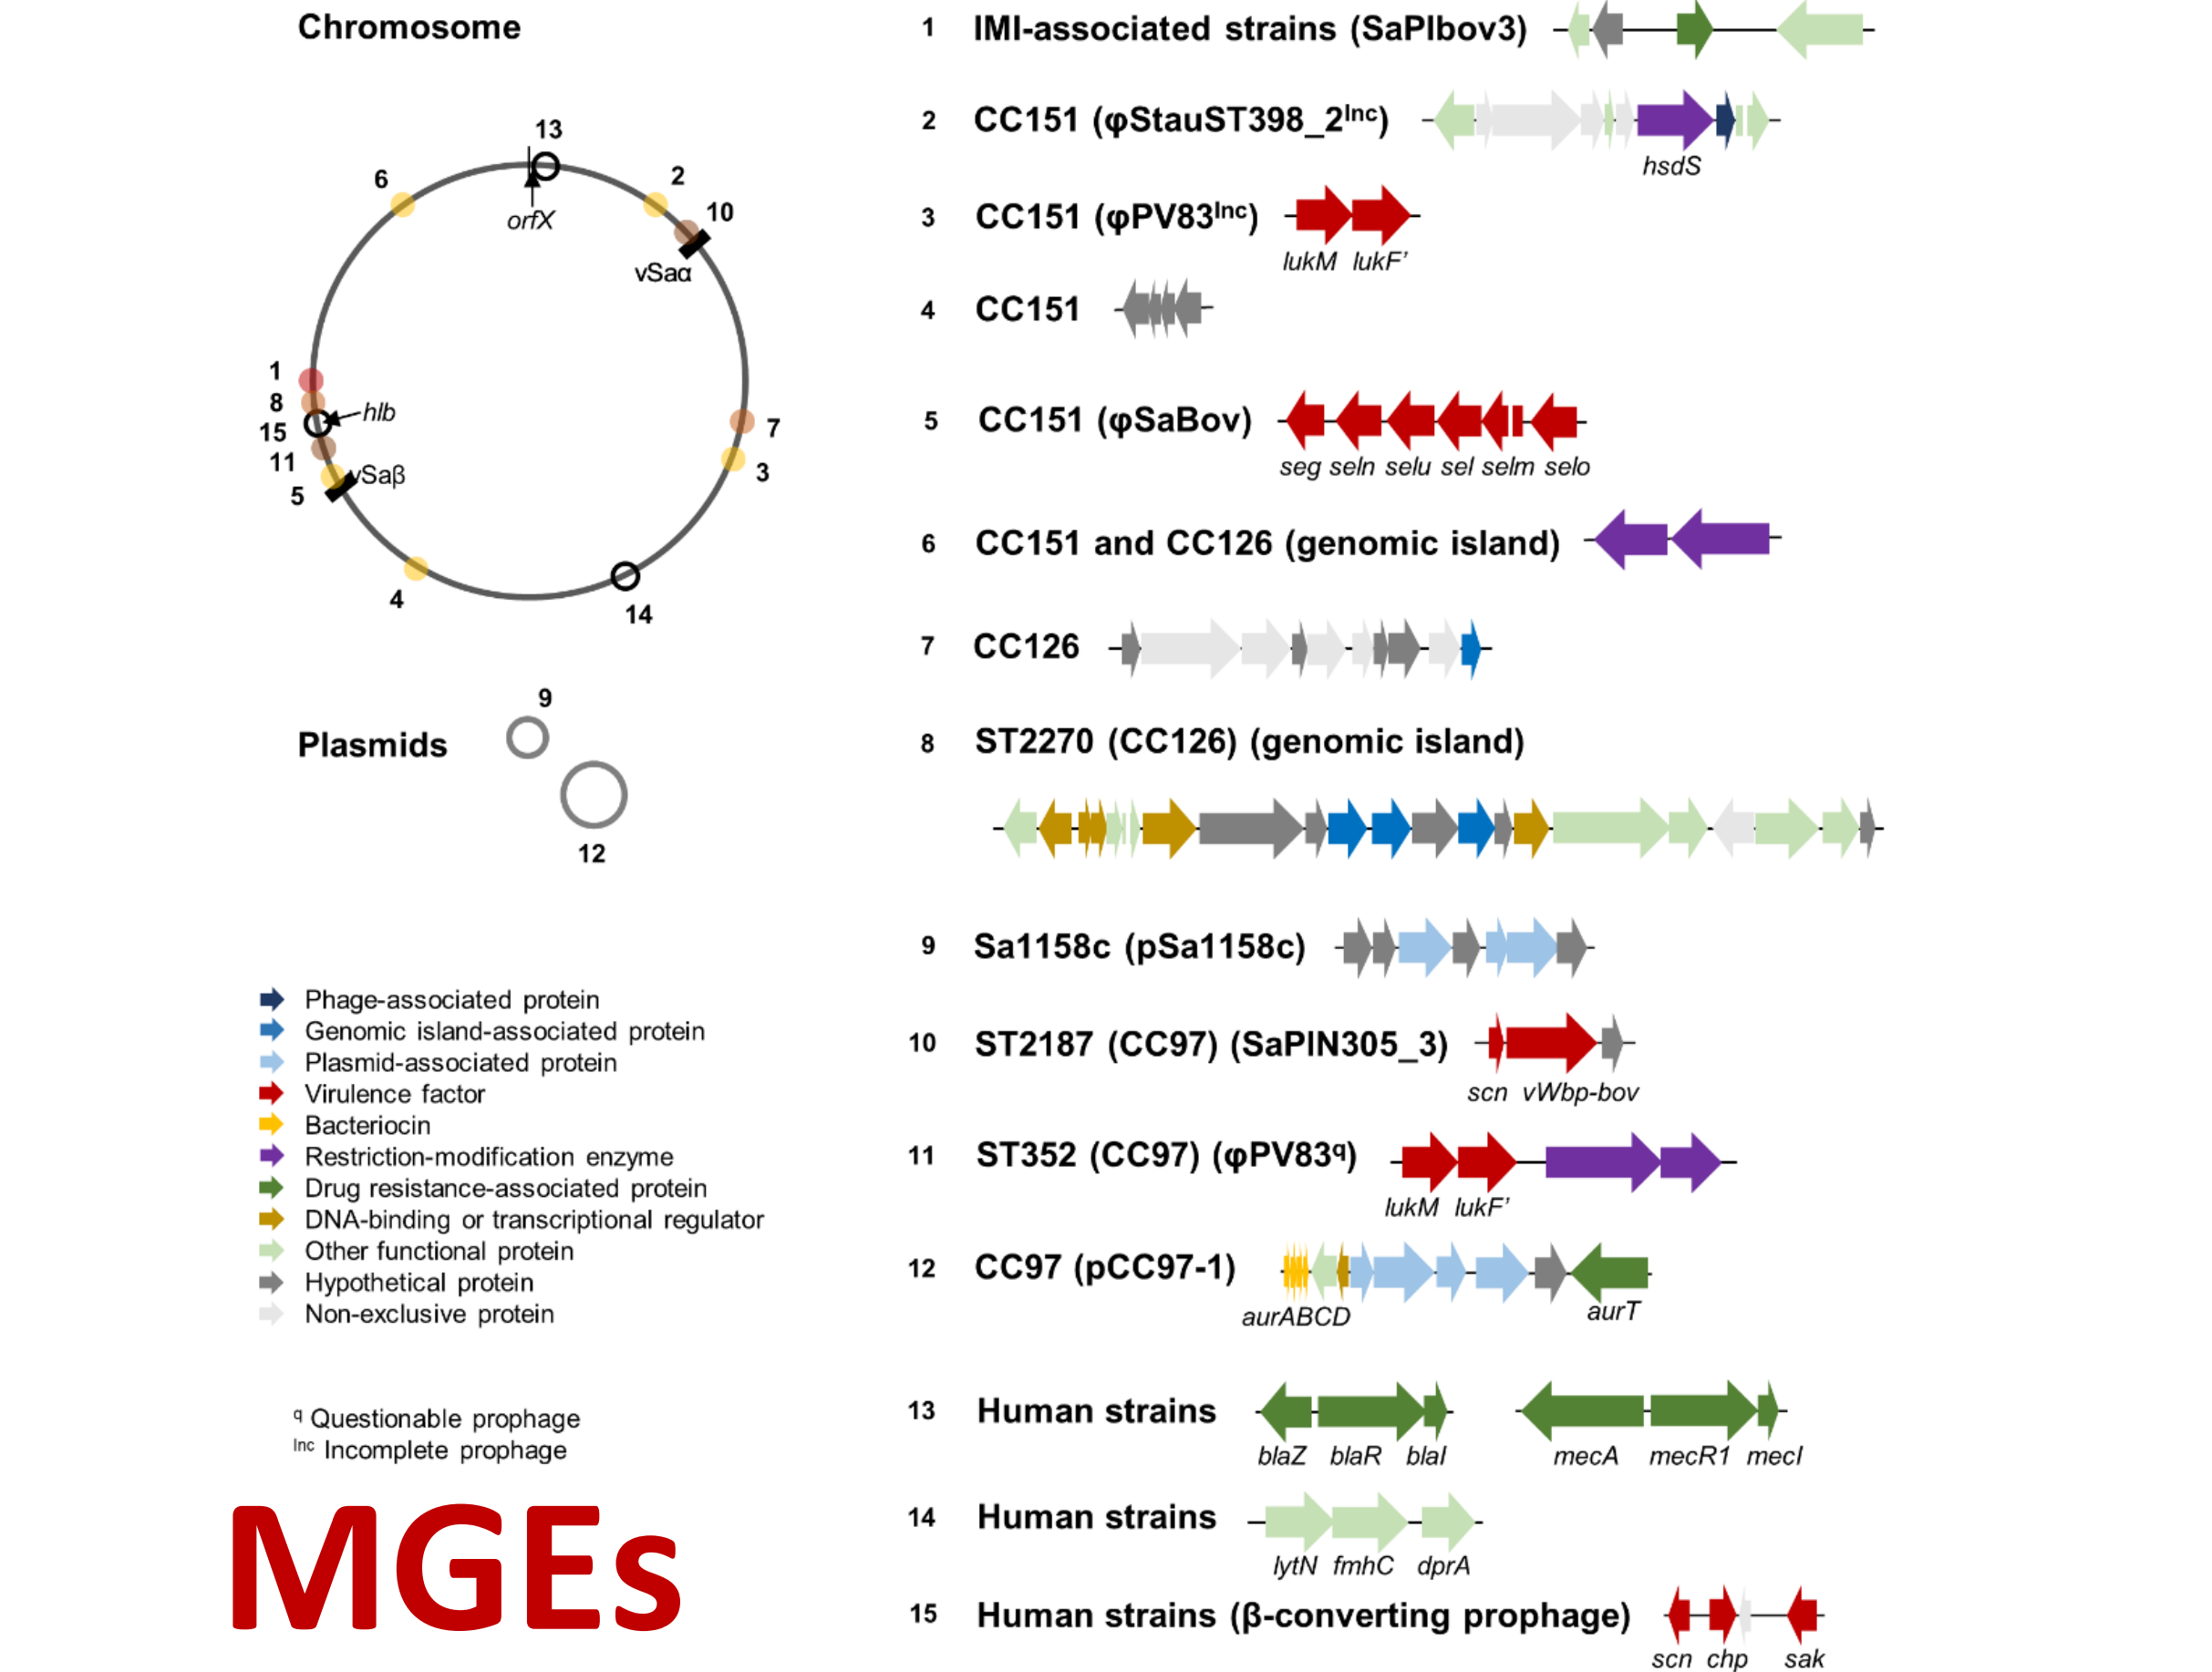 Chromosome
13
6
2
10
orfX
vSaα
1
8
hlb
15
7
11
3
vSaβ
5
4
14
9
Plasmids
12
Phage-associated protein
Genomic island-associated protein
Plasmid-associated protein
Virulence factor
Bacteriocin
Restriction-modification enzyme
Drug resistance-associated protein
DNA-binding or transcriptional regulator
Other functional protein
Hypothetical protein
Non-exclusive protein
q Questionable prophage
Inc Incomplete prophage
MGEs
1 IMI-associated strains (SaPIbov3)
2 CC151 (φStauST398_2Inc)
hsdS
3 CC151 (φPV83Inc)
lukM lukF’
4 CC151
5 CC151 (φSaBov)
seg seln selu sel selm selo
6 CC151 and CC126 (genomic island)
7 CC126
8 ST2270 (CC126) (genomic island)
9 Sa1158c (pSa1158c)
10 ST2187 (CC97) (SaPIN305_3)
scn vWbp-bov
11 ST352 (CC97) (φPV83q)
lukM lukF’
12 CC97 (pCC97-1)
aurABCD aurT
13 Human strains
blaZ blaR blaI mecA mecR1 mecI
14 Human strains
lytN fmhC dprA
15 Human strains (β-converting prophage)
scn chp sak